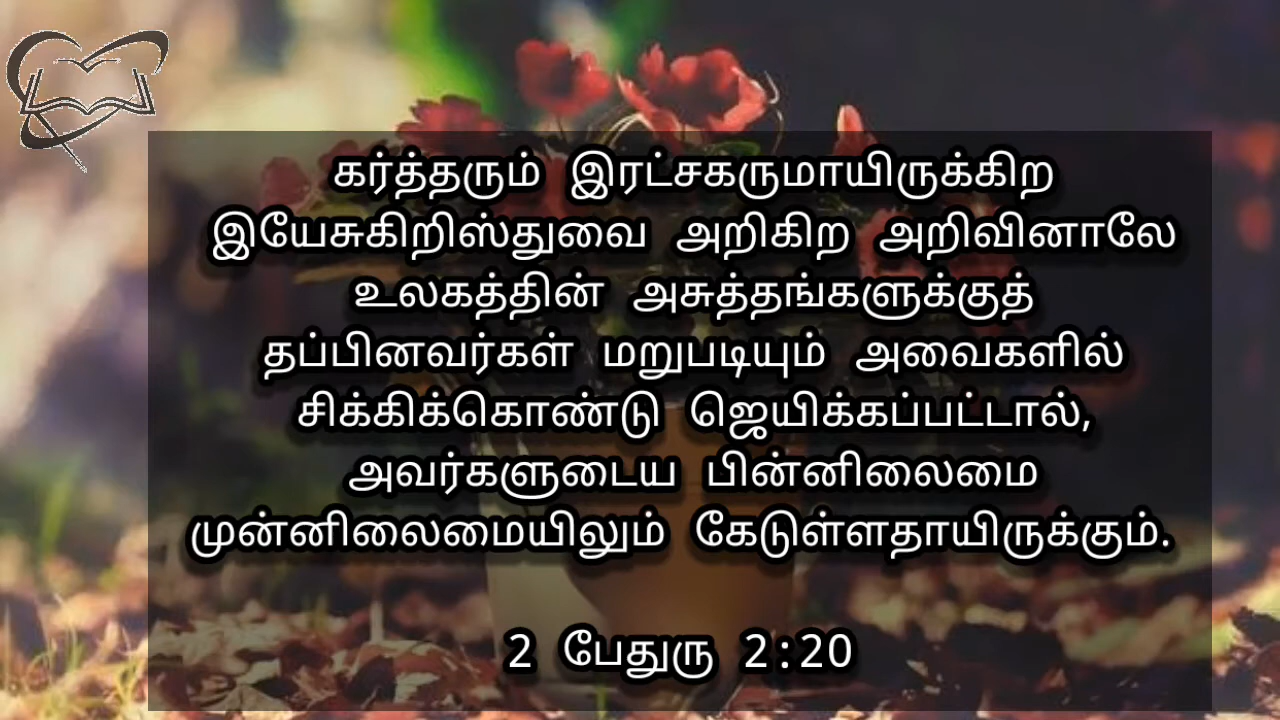 கர்த்தரும் இரட்சகருமாயிருக்கிற
இயேசுகிறிஸ்துவை அறிகிற அறிவினாலே
உலகத்தின் அசுத்தங்களுக்குத்
தப்பினவர்கள் மறுபடியும் அவைகளில்
சிக்கிக்கொண்டு ஜெயிக்கப்பட்டால்,
அவர்களுடைய பின்னிலைமை
முன்னிலைமையிலும் கேடுள்ளதாயிருக்கும்.
2 பேதுரு 2:20